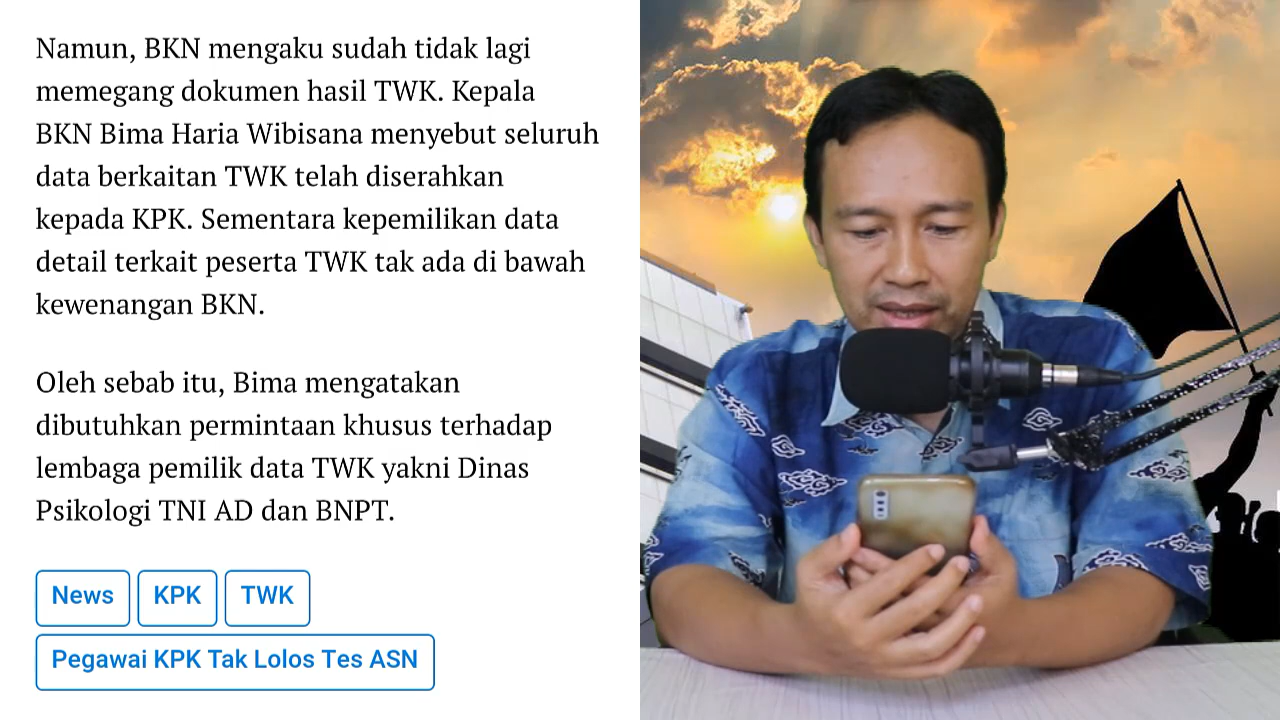 Namun, BKN mengaku sudah tidak lagi
memegang dokumen hasil TWK. Kepala
BKN Bima Haria Wibisana menyebut seluruh
data berkaitan TWK telah diserahkan
kepada KPK. Sementara kepemilikan data
detail terkait peserta TWK tak ada di bawah
kewenangan BKN.
Oleh sebab itu, Bima mengatakan
dibutuhkan permintaan khusus terhadap
lembaga pemilik data TWK yakni Dinas
Psikologi TNI AD dan BNPT.
News KPK TWK
Pegawai KPK Tak Lolos Tes ASN